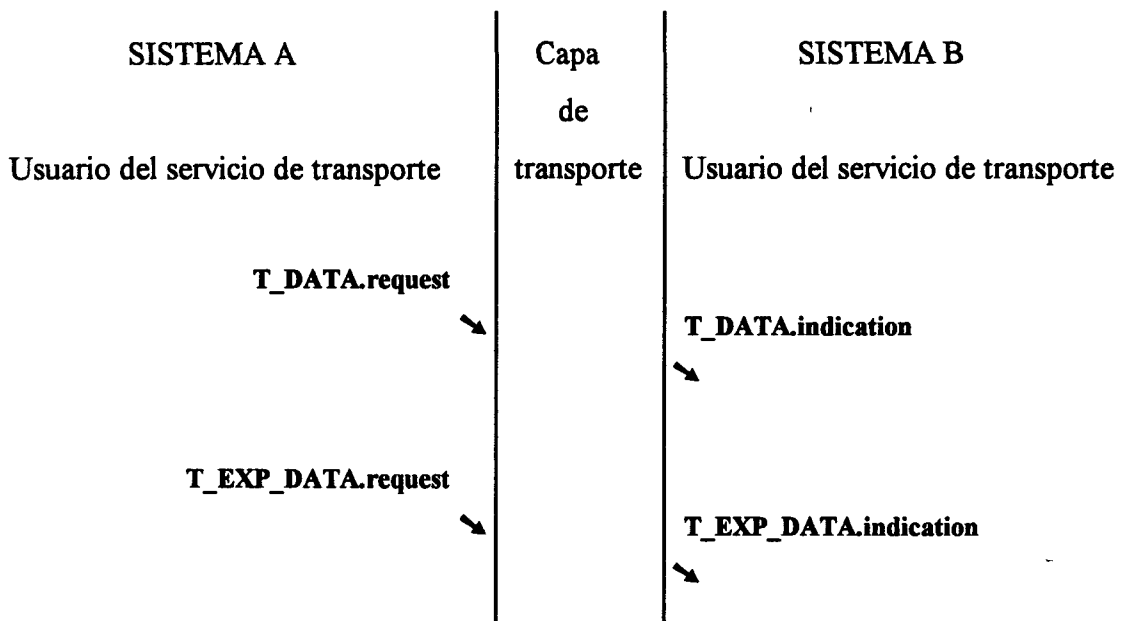 SISTEMA A
Capa
SISTEMA B
de
Usuario del servicio de transporte
transporte
Usuario del servicio de transporte
T_DATA.request
T_DATA.indication
T_EXP_DATA.request
T_EXP_DATA.indication